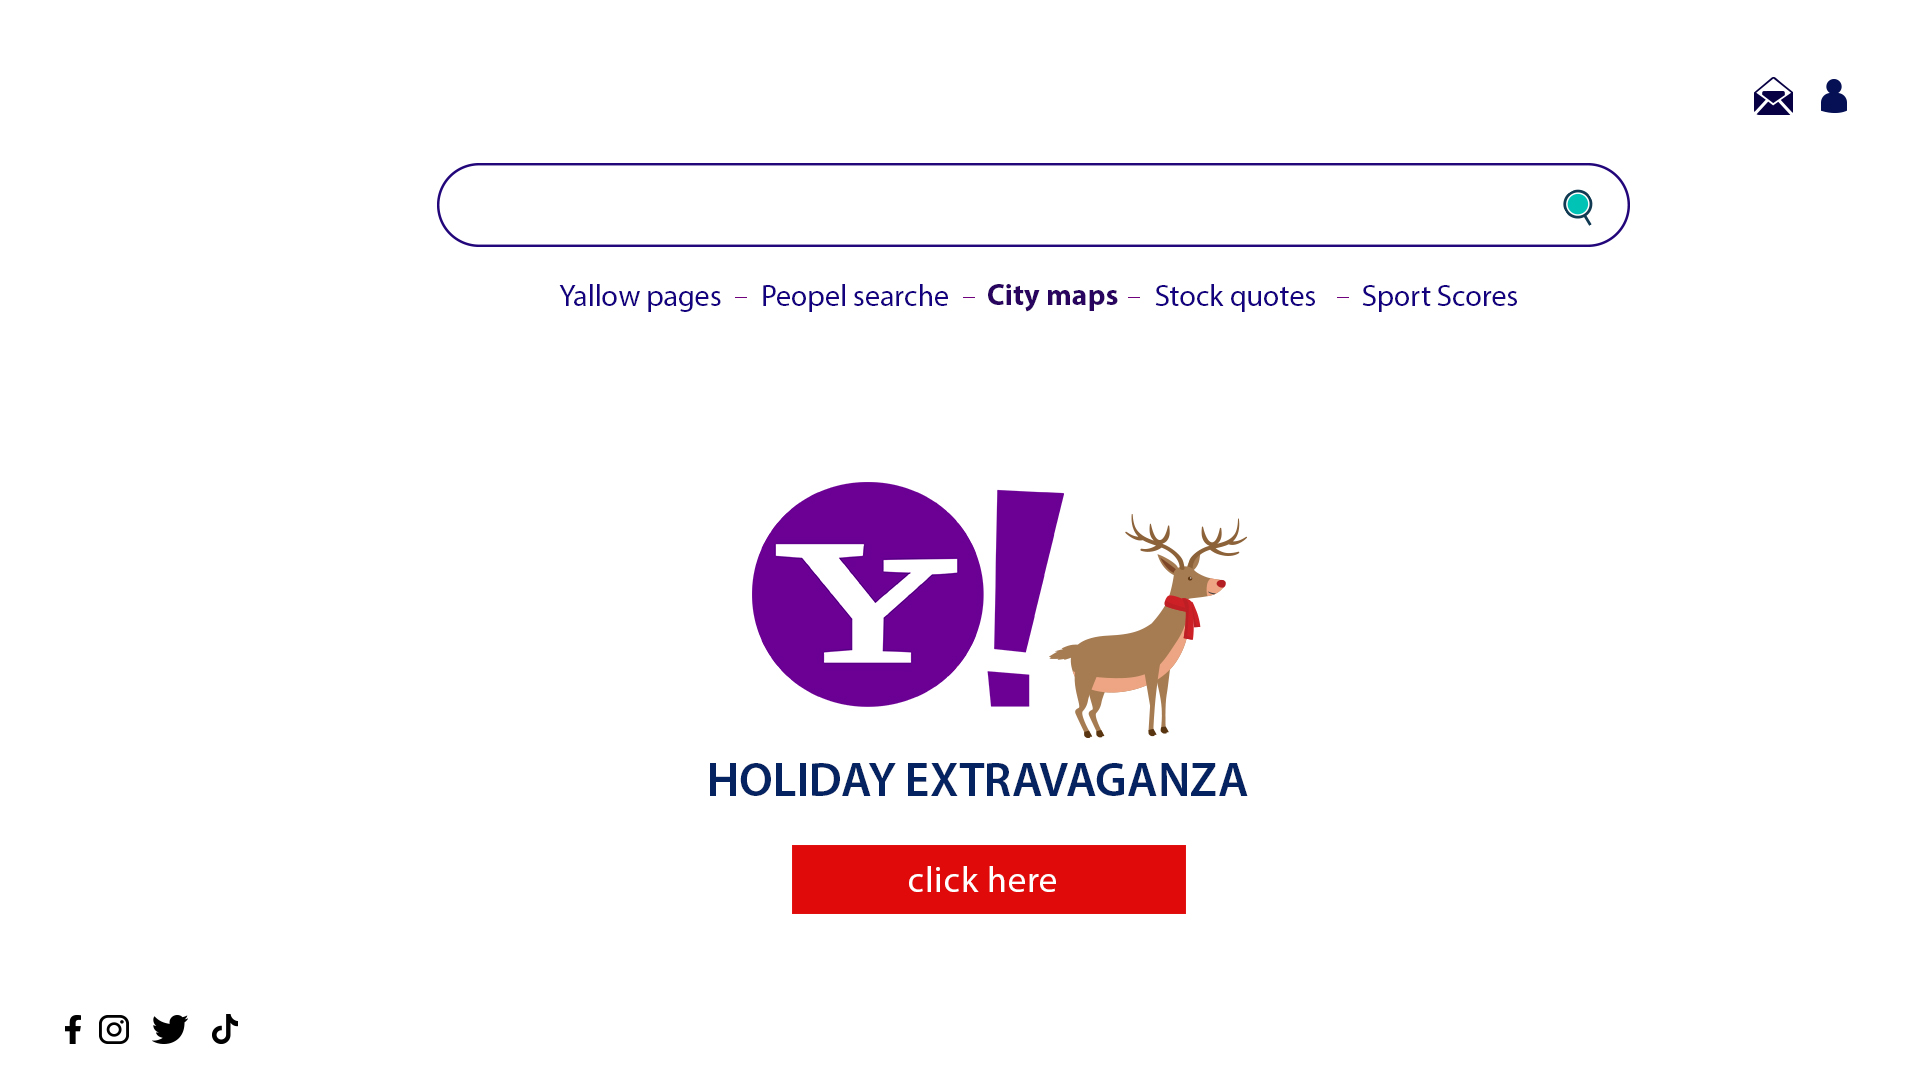 Yallow pages – Peopel searche – City maps – Stock quotes – Sport Scores
Y!
HOLIDAY EXTRAVAGANZA
click here